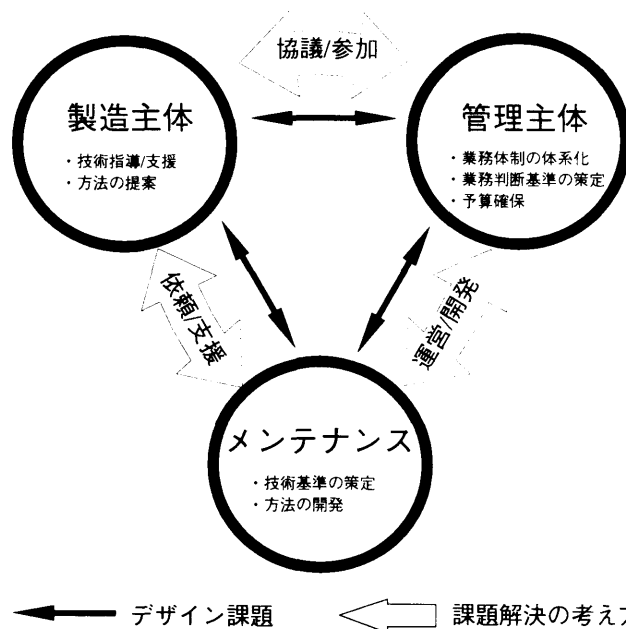 協議/参加
製造主体
・技術指導/支援
・方法の提案
管理主体
・業務体制の体系化
・業務判断基準の策定
・予算確保
依頼/支援
運営/開発
メンテナンス
・技術基準の策定
・方法の開発
デザイン課題
課題解決の考え方